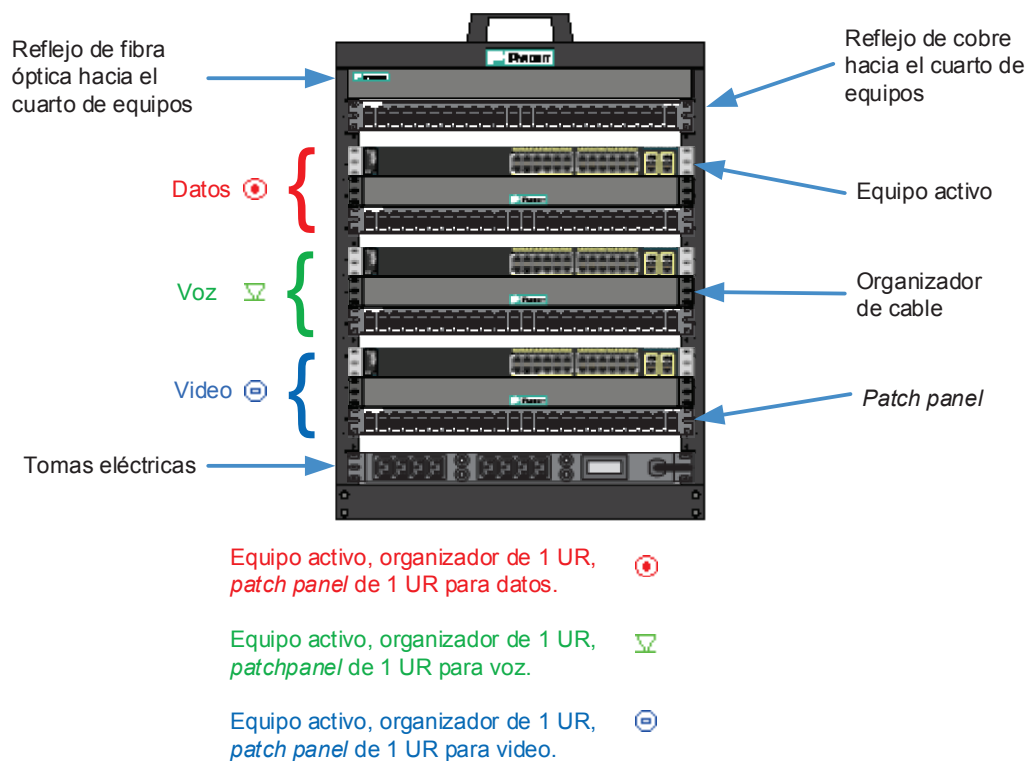 PANDUIT
Reflejo de fibra
óptica hacia el
cuarto de equipos
Reflejo de cobre
hacia el cuarto de
equipos
Datos
Equipo activo
Voz
Organizador
de cable
Video
Patch panel
Tomas eléctricas
Equipo activo, organizador de 1 UR,
patch panel de 1 UR para datos.
Equipo activo, organizador de 1 UR,
patchpanel de 1 UR para voz.
Equipo activo, organizador de 1 UR,
patch panel de 1 UR para video.